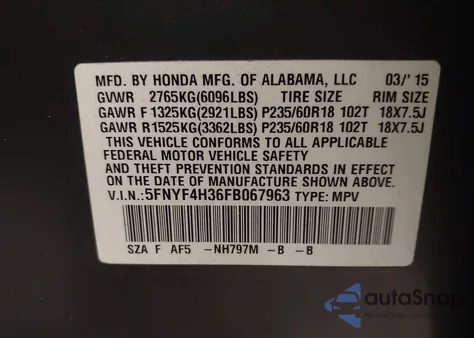 MFD. BY HONDA MFG. OF ALABAMA, LLC 03/'15
GVWR 2765KG(6096LBS) TIRE SIZE RIM SIZE
GAWR F 1325KG(2921LBS) P235/60R18 102T 18X7.5J
GAWR R1525KG(3362LBS) P235/60R18 102T 18X7.5J
THIS VEHICLE CONFORMS TO ALL APPLICABLE
FEDERAL MOTOR VEHICLE SAFETY
AND THEFT PREVENTION STANDARDS IN EFFECT
ON THE DATE OF MANUFACTURE SHOWN ABOVE.
V.I.N.:5FNYF4H36FB067963 TYPE: MPV
SZA F AF5 -NH797M -B -B
autaSnap